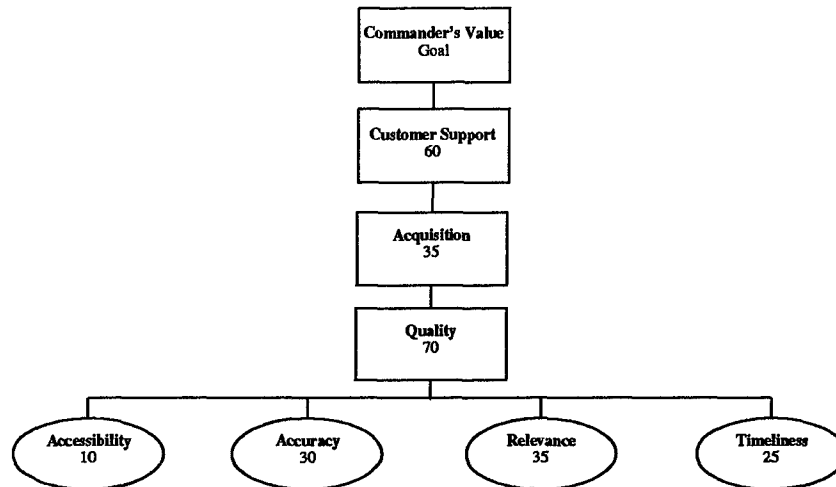 Commander's Value
Goal
Customer Support
60
Acquisition
35
Quality
70
Accessibility
10
Accuracy
30
Relevance
35
Timeliness
25